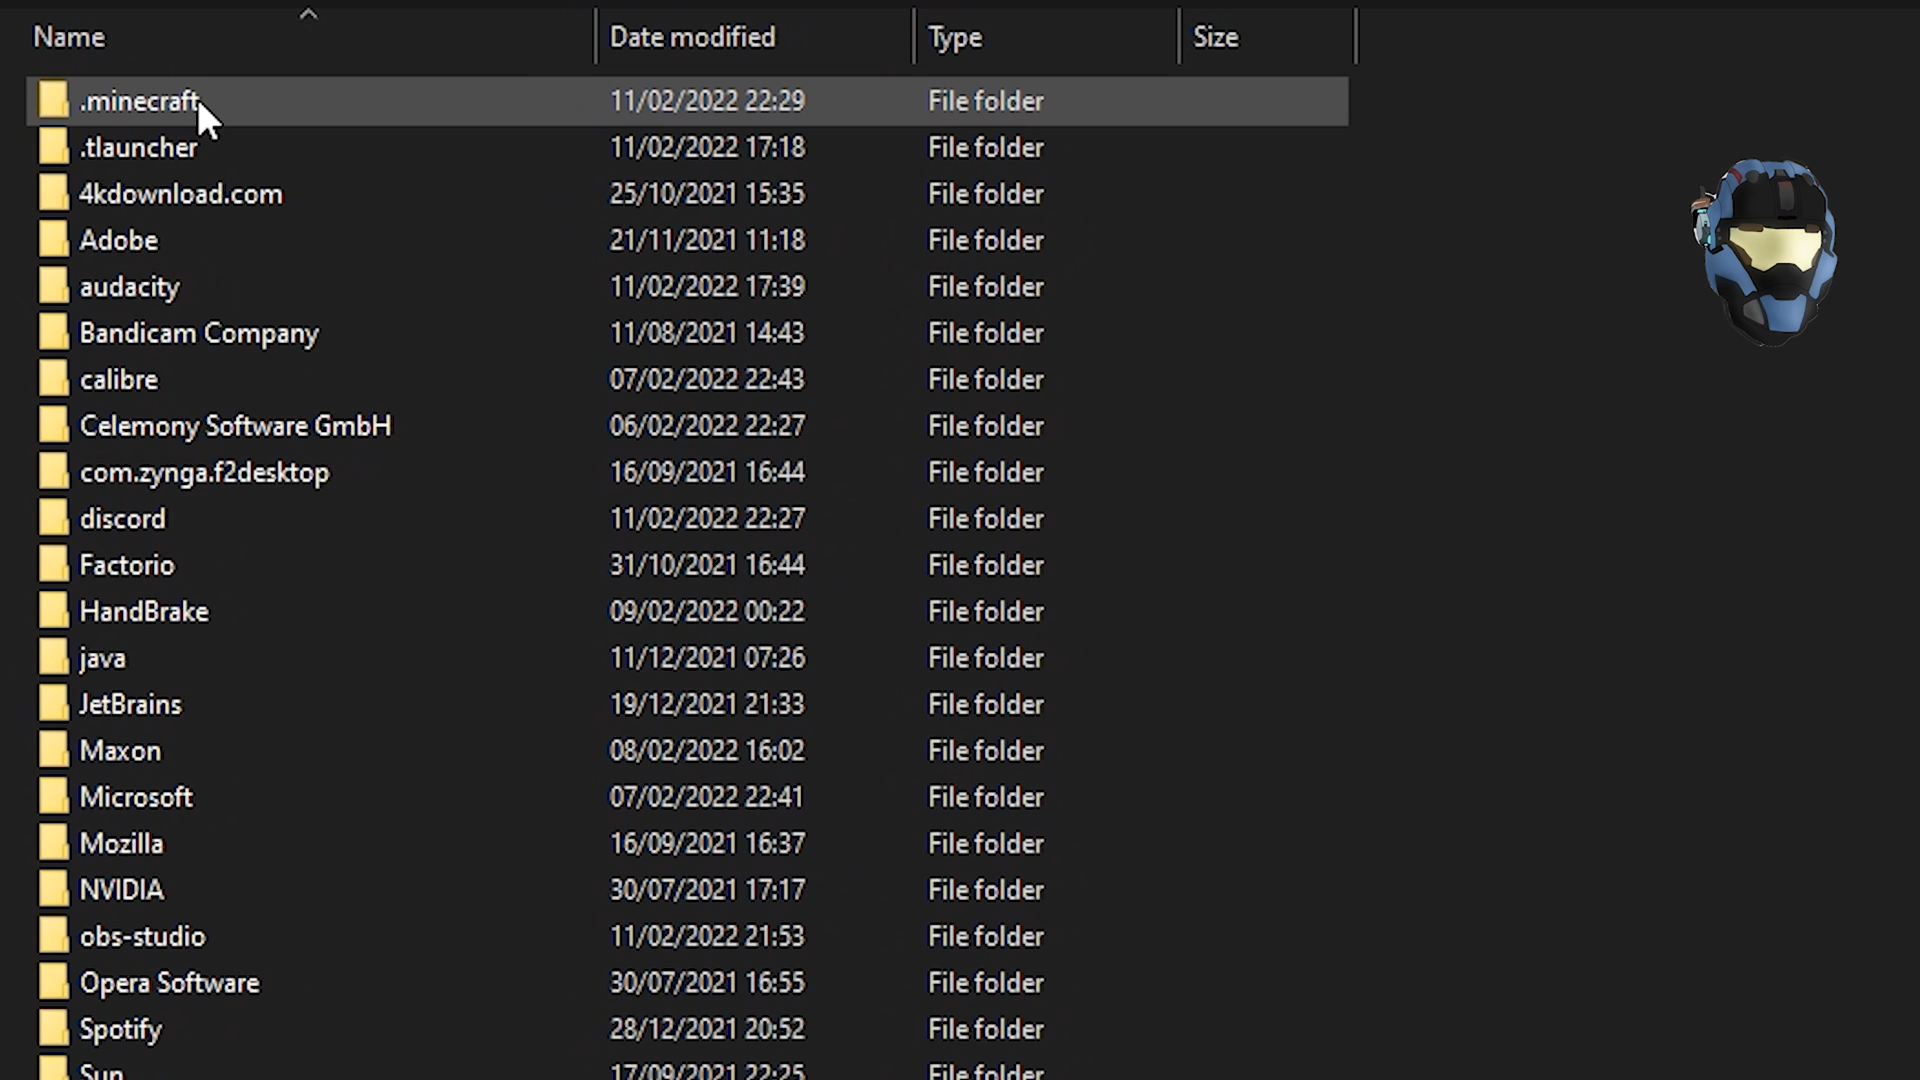 Name Date modified Type Size
.minecraft 11/02/2022 22:29 File folder
.tlauncher 11/02/2022 17:18 File folder
4kdownload.com 25/10/2021 15:35 File folder
Adobe 21/11/2021 11:18 File folder
audacity 11/02/2022 17:39 File folder
Bandicam Company 11/08/2021 14:43 File folder
calibre 07/02/2022 22:43 File folder
Celemony Software GmbH 06/02/2022 22:27 File folder
com.zynga.f2desktop 16/09/2021 16:44 File folder
discord 11/02/2022 22:27 File folder
Factorio 31/10/2021 16:44 File folder
HandBrake 09/02/2022 00:22 File folder
java 11/12/2021 07:26 File folder
JetBrains 19/12/2021 21:33 File folder
Maxon 08/02/2022 16:02 File folder
Microsoft 07/02/2022 22:41 File folder
Mozilla 16/09/2021 16:37 File folder
NVIDIA 30/07/2021 17:17 File folder
obs-studio 11/02/2022 21:53 File folder
Opera Software 30/07/2021 16:55 File folder
Spotify 28/12/2021 20:52 File folder
Sun 17/09/2021 22:25 File folder